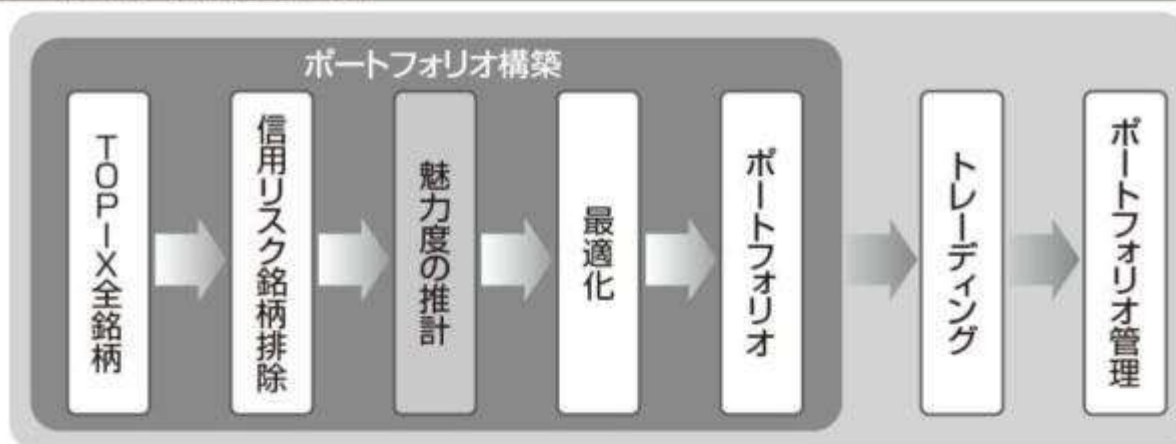 ポートフォリオ構築
TOPIX全銘柄
信用リスク銘柄排除
魅力度の推計
最適化
ポートフォリオ
トレーディング
ポートフォリオ管理